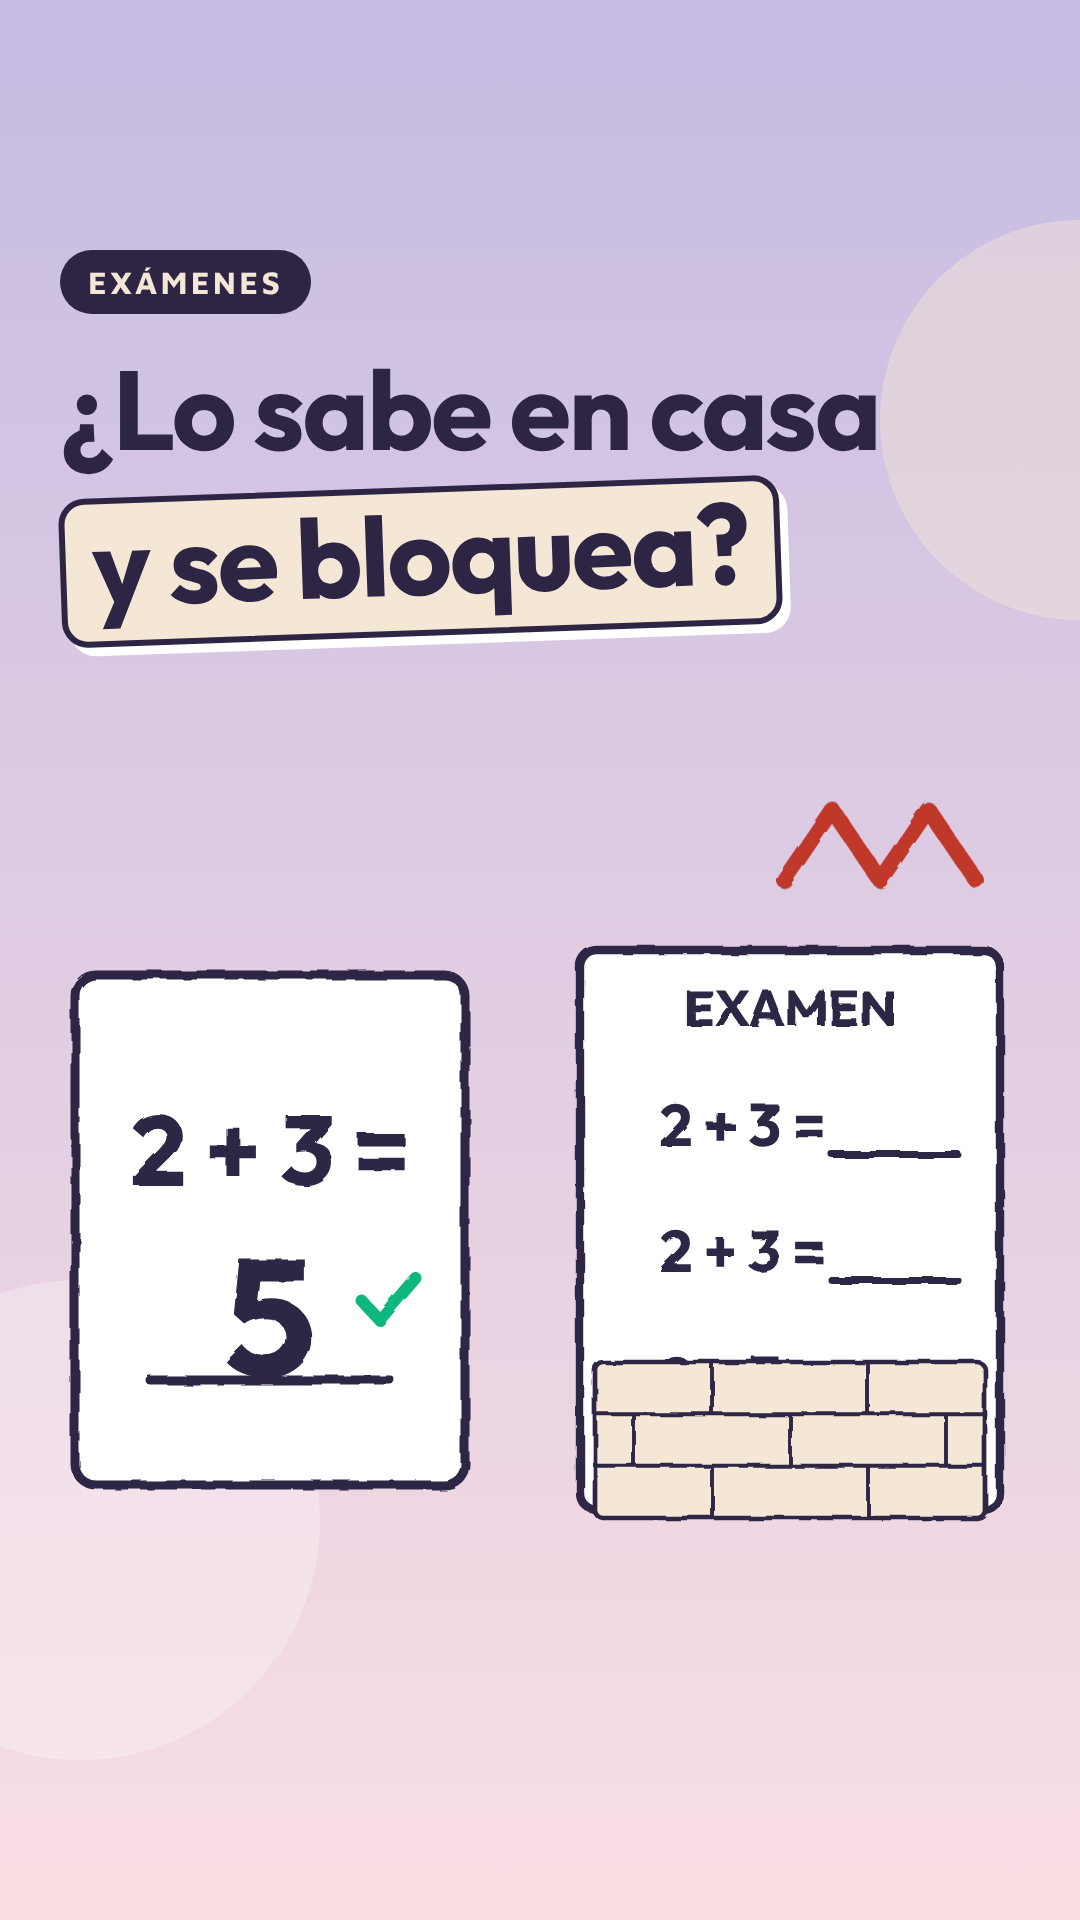 EXÁMENES
¿Lo sabe en casa
y se bloquea?
2 + 3 =
5
EXAMEN
2 + 3 =
2 + 3 =